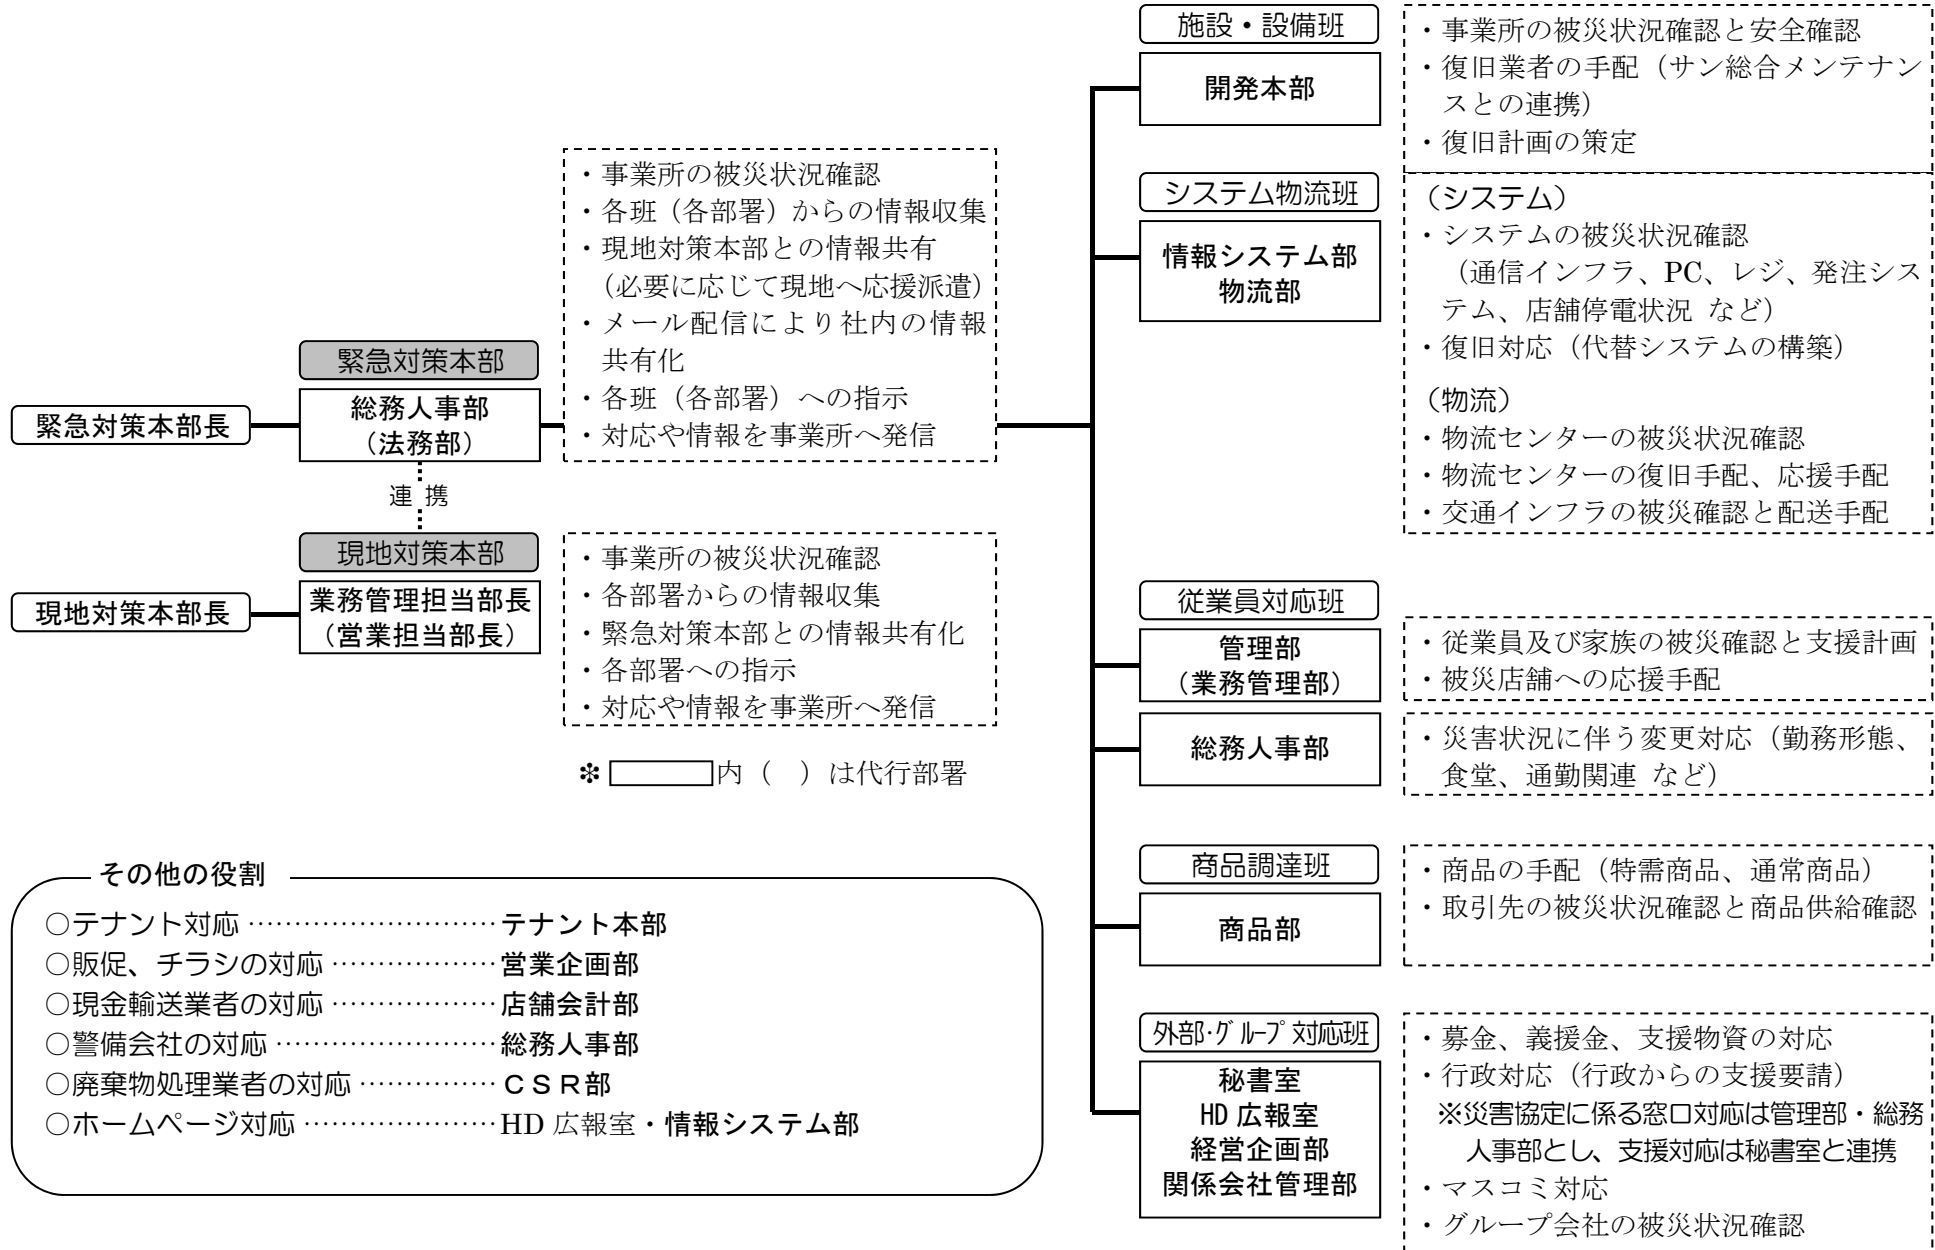 緊急対策本部長
緊急対策本部
総務人事部
（法務部）
・事業所の被災状況確認
・各班（各部署）からの情報収集
・現地対策本部との情報共有
（必要に応じて現地へ応援派遣）
・メール配信により社内の情報
共有化
・各班（各部署）への指示
・対応や情報を事業所へ発信
連 携
現地対策本部長
現地対策本部
業務管理担当部長
（営業担当部長）
・事業所の被災状況確認
・各部署からの情報収集
・緊急対策本部との情報共有化
・各部署への指示
・対応や情報を事業所へ発信
❇ 内（　）は代行部署
その他の役割
○テナント対応 ……………………… テナント本部
○販促、チラシの対応 ……………… 営業企画部
○現金輸送業者の対応 ……………… 店舗会計部
○警備会社の対応 …………………… 総務人事部
○廃棄物処理業者の対応 …………… ＣＳＲ部
○ホームページ対応 …………………HD 広報室・情報システム部
施設・設備班
開発本部
・事業所の被災状況確認と安全確認
・復旧業者の手配（サン総合メンテナン
スとの連携）
・復旧計画の策定
システム物流班
情報システム部
物流部
（システム）
・システムの被災状況確認
（通信インフラ、PC、レジ、発注シス
テム、店舗停電状況 など）
・復旧対応（代替システムの構築）
（物流）
・物流センターの被災状況確認
・物流センターの復旧手配、応援手配
・交通インフラの被災確認と配送手配
従業員対応班
管理部
（業務管理部）
・従業員及び家族の被災確認と支援計画
・被災店舗への応援手配
総務人事部
・災害状況に伴う変更対応（勤務形態、
食堂、通勤関連 など）
商品調達班
商品部
・商品の手配（特需商品、通常商品）
・取引先の被災状況確認と商品供給確認
外部･グループ対応班
秘書室
HD 広報室
経営企画部
関係会社管理部
・募金、義援金、支援物資の対応
・行政対応（行政からの支援要請）
※災害協定に係る窓口対応は管理部・総務
人事部とし、支援対応は秘書室と連携
・マスコミ対応
・グループ会社の被災状況確認